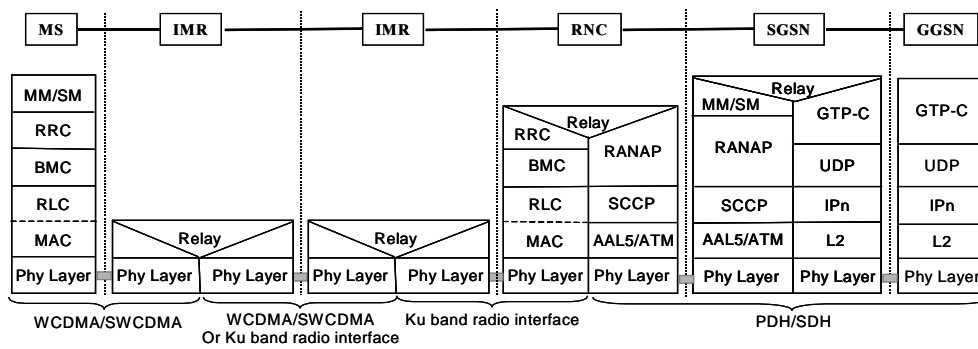 MS IMR IMR RNC SGSN GGSN
MM/SM
RRC
BMC
RLC
MAC
Phy Layer
Relay
Phy Layer Phy Layer
Relay
Phy Layer Phy Layer
Relay
RRC
BMC
RLC
MAC
Phy Layer
RANAP
SCCP
AAL5/ATM
Phy Layer
Relay
MM/SM
RANAP
SCCP
AAL5/ATM
Phy Layer
GTP-C
UDP
IPn
L2
Phy Layer
GTP-C
UDP
IPn
L2
Phy Layer
WCDMA/SWCDMA
WCDMA/SWCDMA
Or Ku band radio interface
Ku band radio interface
PDH/SDH